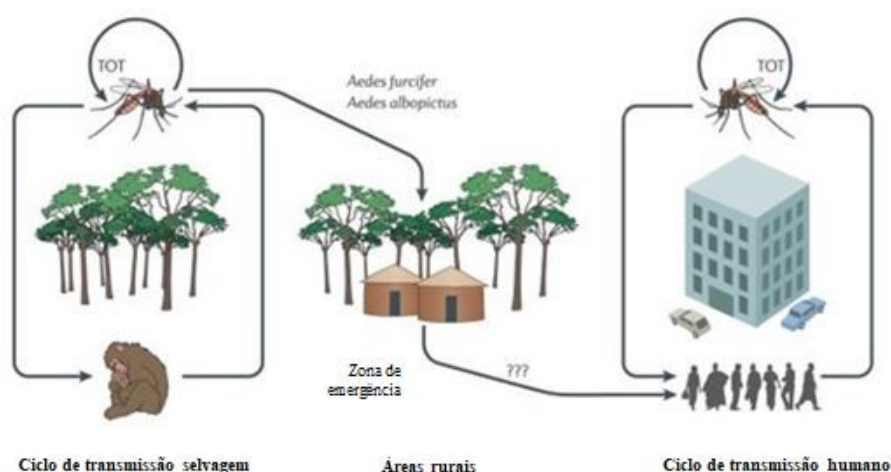 TOT
Aedes furcifer
Aedes albopictus
TOT
Zona de
emergência
???
Ciclo de transmissão selvagem
Áreas rurais
Ciclo de transmissão humano